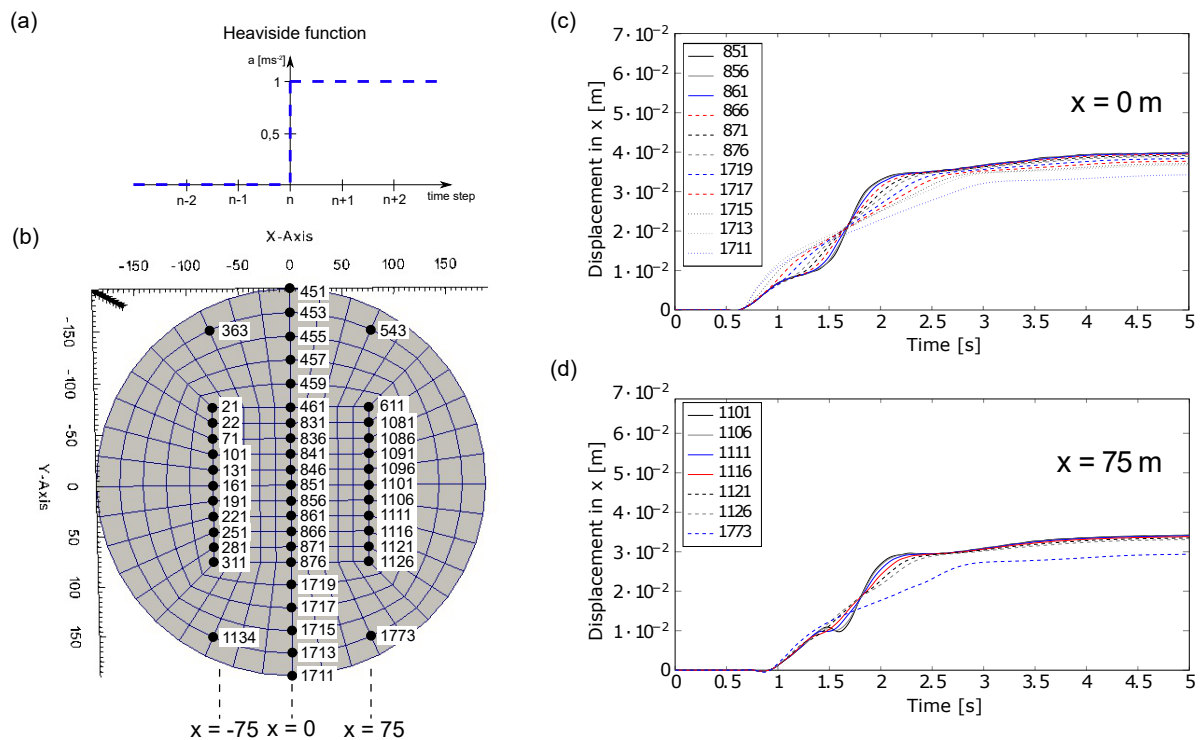 (a)
Heaviside function
a [ms⁻²]
1
0,5
n-2 n-1 n n+1 n+2 time step
(b)
X-Axis
-150 -100 -50 0 50 100 150
Y-Axis
-150
-100
-50
0
50
100
150
451
453
363 543
455
457
459
21 461 611
22 831 1081
71 836 1086
101 841 1091
131 846 1096
161 851 1101
191 856 1106
221 861 1111
251 866 1116
281 871 1121
311 876 1126
1719
1717
1715
1134 1773
1713
1711
x = -75 x = 0 x = 75
(c)
Displacement in x [m]
7·10⁻²
6·10⁻²
5·10⁻²
4·10⁻²
3·10⁻²
2·10⁻²
1·10⁻²
0
851
856
861
866
871
876
1719
1717
1715
1713
1711
x = 0 m
0 0.5 1 1.5 2 2.5 3 3.5 4 4.5 5
Time [s]
(d)
Displacement in x [m]
7·10⁻²
6·10⁻²
5·10⁻²
4·10⁻²
3·10⁻²
2·10⁻²
1·10⁻²
0
1101
1106
1111
1116
1121
1126
1773
x = 75 m
0 0.5 1 1.5 2 2.5 3 3.5 4 4.5 5
Time [s]